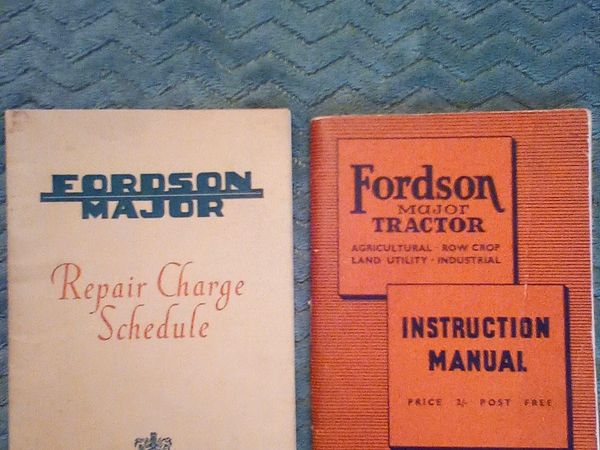 FORDSON
MAJOR
Repair Charge
Schedule
Fordson
Major
TRACTOR
AGRICULTURAL · ROW CROP
LAND UTILITY · INDUSTRIAL
INSTRUCTION
MANUAL
PRICE 2/- POST FREE